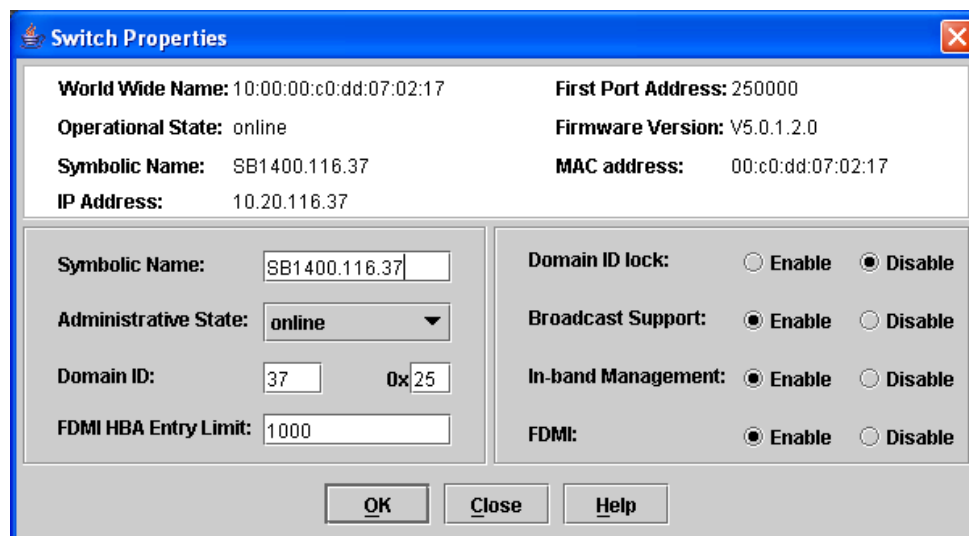 Switch Properties
World Wide Name: 10:00:00:c0:dd:07:02:17
First Port Address: 250000
Operational State: online
Firmware Version: V5.0.1.2.0
Symbolic Name: SB1400.116.37
MAC address: 00:c0:dd:07:02:17
IP Address: 10.20.116.37
Symbolic Name: SB1400.116.37
Domain ID lock: Enable Disable
Administrative State: online
Broadcast Support: Enable Disable
Domain ID: 37 0x 25
In-band Management: Enable Disable
FDMI HBA Entry Limit: 1000
FDMI: Enable Disable
OK Close Help